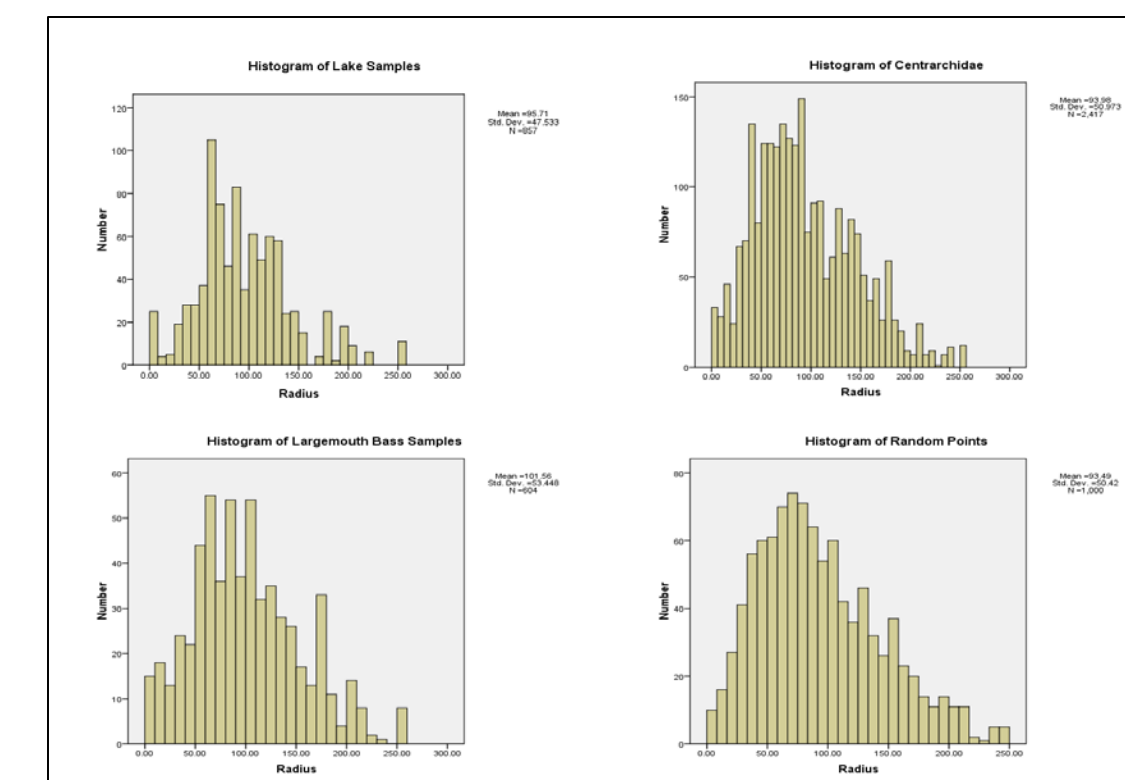 Histogram of Lake Samples
Mean =95.71
Std. Dev. =47.533
N =857
120
100
80
60
40
20
0
Number
0.00 50.00 100.00 150.00 200.00 250.00 300.00
Radius
Histogram of Centrarchidae
Mean =93.98
Std. Dev. =50.973
N =2,417
150
100
50
0
Number
0.00 50.00 100.00 150.00 200.00 250.00 300.00
Radius
Histogram of Largemouth Bass Samples
Mean =101.56
Std. Dev. =53.448
N =604
60
50
40
30
20
10
0
Number
0.00 50.00 100.00 150.00 200.00 250.00 300.00
Radius
Histogram of Random Points
Mean =93.49
Std. Dev. =50.42
N =1,000
80
60
40
20
0
Number
0.00 50.00 100.00 150.00 200.00 250.00
Radius